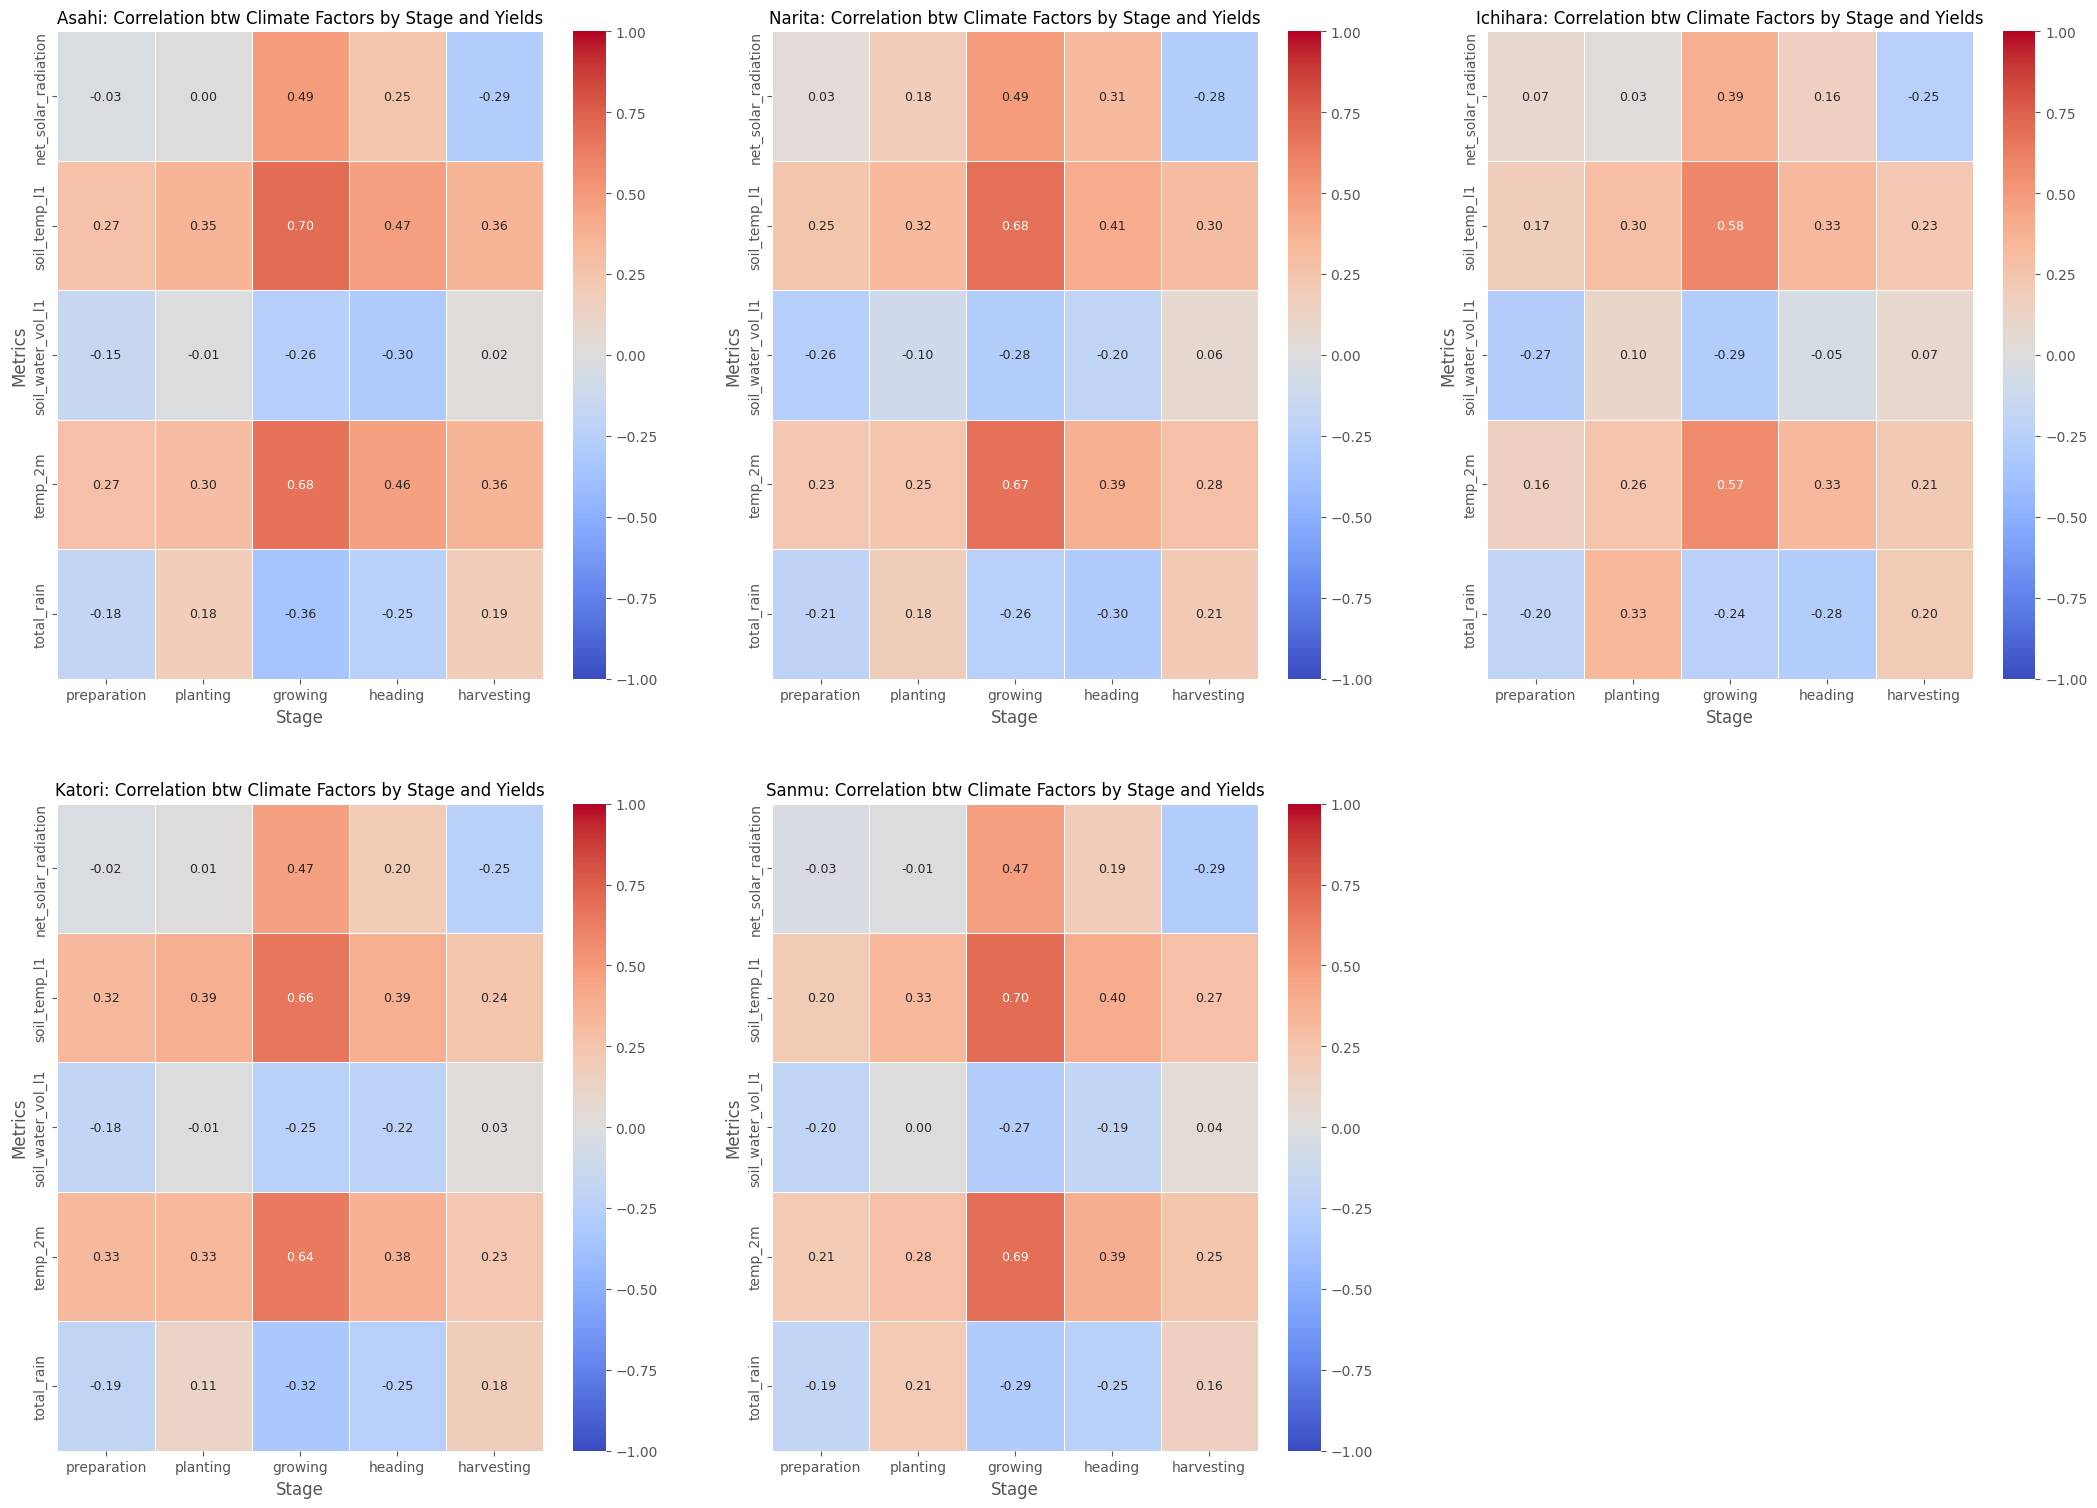 Asahi: Correlation btw Climate Factors by Stage and Yields
Metrics
net_solar_radiation
soil_temp_l1
soil_water_vol_l1
temp_2m
total_rain
-0.03 0.00 0.49 0.25 -0.29
0.27 0.35 0.70 0.47 0.36
-0.15 -0.01 -0.26 -0.30 0.02
0.27 0.30 0.68 0.46 0.36
-0.18 0.18 -0.36 -0.25 0.19
preparation planting growing heading harvesting
Stage
1.00
0.75
0.50
0.25
0.00
−0.25
−0.50
−0.75
−1.00
Narita: Correlation btw Climate Factors by Stage and Yields
Metrics
net_solar_radiation
soil_temp_l1
soil_water_vol_l1
temp_2m
total_rain
0.03 0.18 0.49 0.31 -0.28
0.25 0.32 0.68 0.41 0.30
-0.26 -0.10 -0.28 -0.20 0.06
0.23 0.25 0.67 0.39 0.28
-0.21 0.18 -0.26 -0.30 0.21
preparation planting growing heading harvesting
Stage
1.00
0.75
0.50
0.25
0.00
−0.25
−0.50
−0.75
−1.00
Ichihara: Correlation btw Climate Factors by Stage and Yields
Metrics
net_solar_radiation
soil_temp_l1
soil_water_vol_l1
temp_2m
total_rain
0.07 0.03 0.39 0.16 -0.25
0.17 0.30 0.58 0.33 0.23
-0.27 0.10 -0.29 -0.05 0.07
0.16 0.26 0.57 0.33 0.21
-0.20 0.33 -0.24 -0.28 0.20
preparation planting growing heading harvesting
Stage
1.00
0.75
0.50
0.25
0.00
−0.25
−0.50
−0.75
−1.00
Katori: Correlation btw Climate Factors by Stage and Yields
Metrics
net_solar_radiation
soil_temp_l1
soil_water_vol_l1
temp_2m
total_rain
-0.02 0.01 0.47 0.20 -0.25
0.32 0.39 0.66 0.39 0.24
-0.18 -0.01 -0.25 -0.22 0.03
0.33 0.33 0.64 0.38 0.23
-0.19 0.11 -0.32 -0.25 0.18
preparation planting growing heading harvesting
Stage
1.00
0.75
0.50
0.25
0.00
−0.25
−0.50
−0.75
−1.00
Sanmu: Correlation btw Climate Factors by Stage and Yields
Metrics
net_solar_radiation
soil_temp_l1
soil_water_vol_l1
temp_2m
total_rain
-0.03 -0.01 0.47 0.19 -0.29
0.20 0.33 0.70 0.40 0.27
-0.20 0.00 -0.27 -0.19 0.04
0.21 0.28 0.69 0.39 0.25
-0.19 0.21 -0.29 -0.25 0.16
preparation planting growing heading harvesting
Stage
1.00
0.75
0.50
0.25
0.00
−0.25
−0.50
−0.75
−1.00